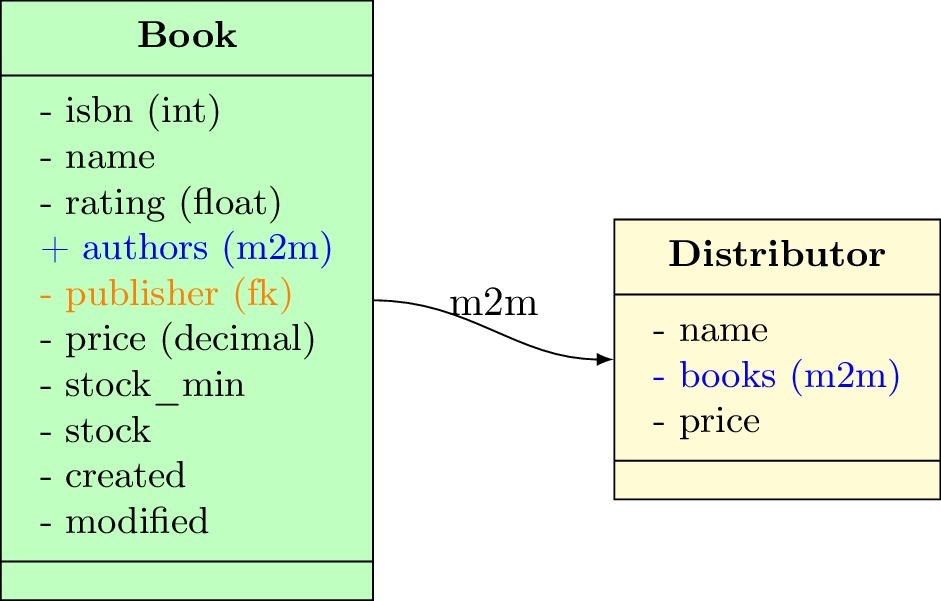 Book
- isbn (int)
- name
- rating (float)
+ authors (m2m)
- publisher (fk)
- price (decimal)
- stock_min
- stock
- created
- modified
m2m
Distributor
- name
- books (m2m)
- price